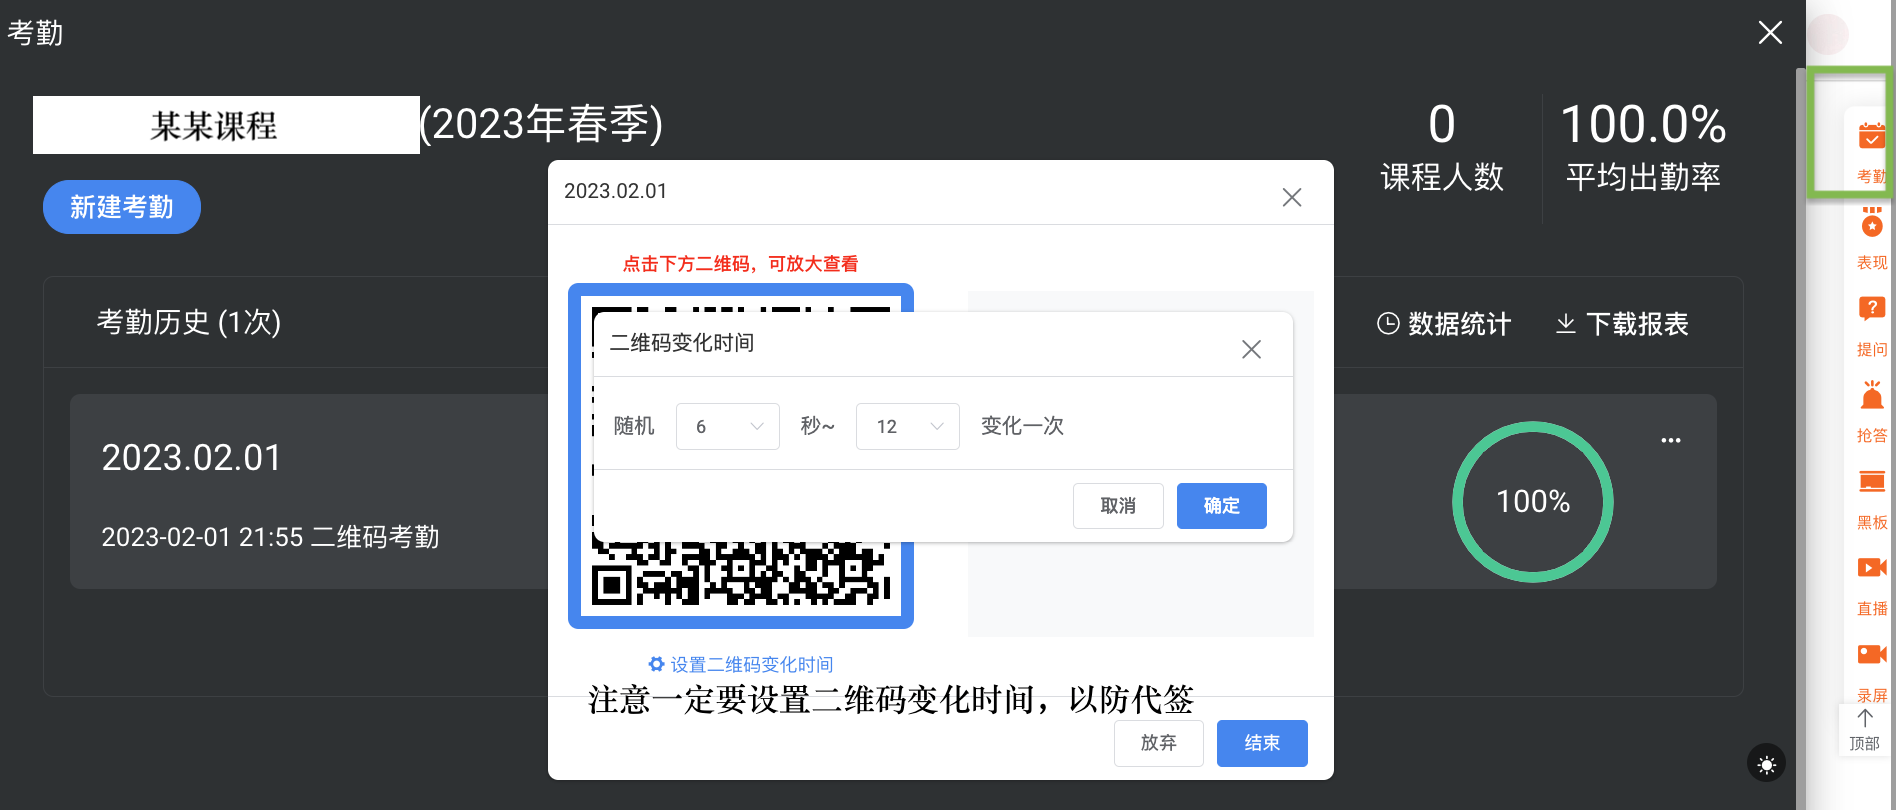 考勤
某某课程(2023年春季)
新建考勤
0
课程人数
100.0%
平均出勤率
考勤历史 (1次)
数据统计
下载报表
2023.02.01
2023-02-01 21:55 二维码考勤
100%
2023.02.01
点击下方二维码，可放大查看
二维码变化时间
随机 6 秒~ 12 变化一次
取消
确定
设置二维码变化时间
注意一定要设置二维码变化时间，以防代签
放弃
结束
考勤
表现
提问
抢答
黑板
直播
录屏
顶部